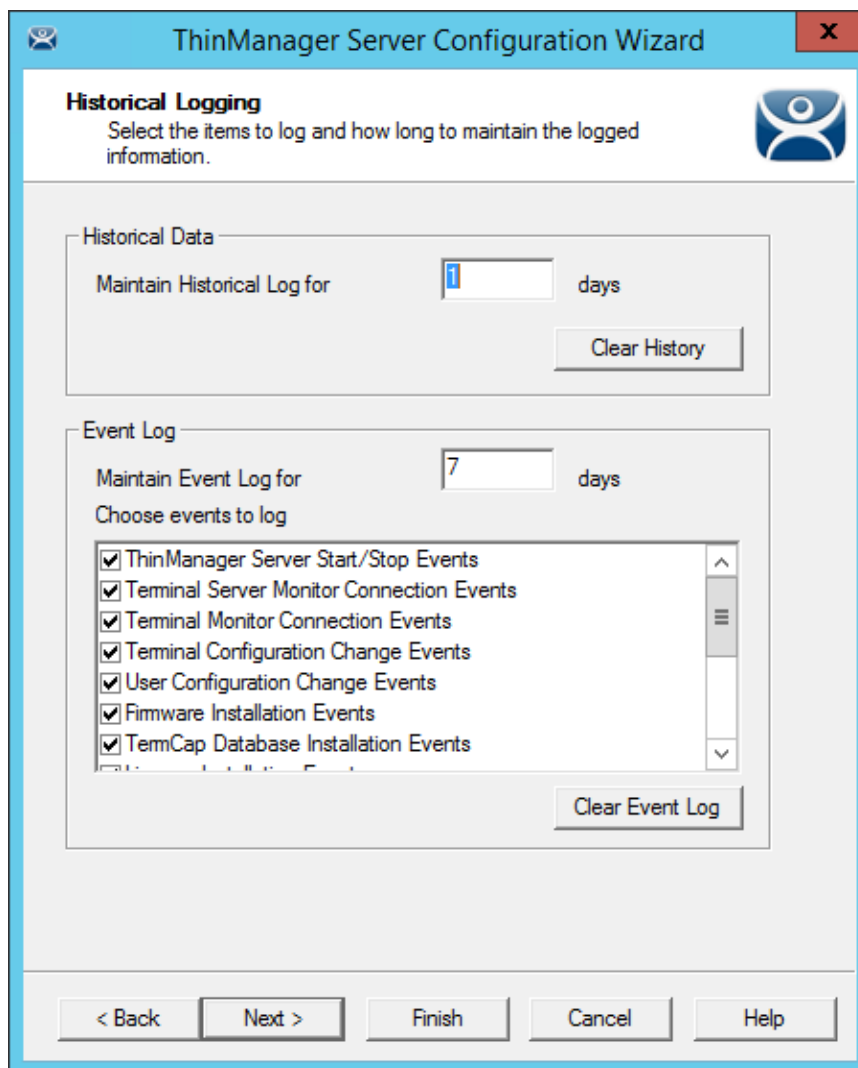 ThinManager Server Configuration Wizard
x
Historical Logging
Select the items to log and how long to maintain the logged
information.
Historical Data
Maintain Historical Log for 1 days
Clear History
Event Log
Maintain Event Log for 7 days
Choose events to log
ThinManager Server Start/Stop Events
Terminal Server Monitor Connection Events
Terminal Monitor Connection Events
Terminal Configuration Change Events
User Configuration Change Events
Firmware Installation Events
TermCap Database Installation Events
Clear Event Log
< Back Next > Finish Cancel Help